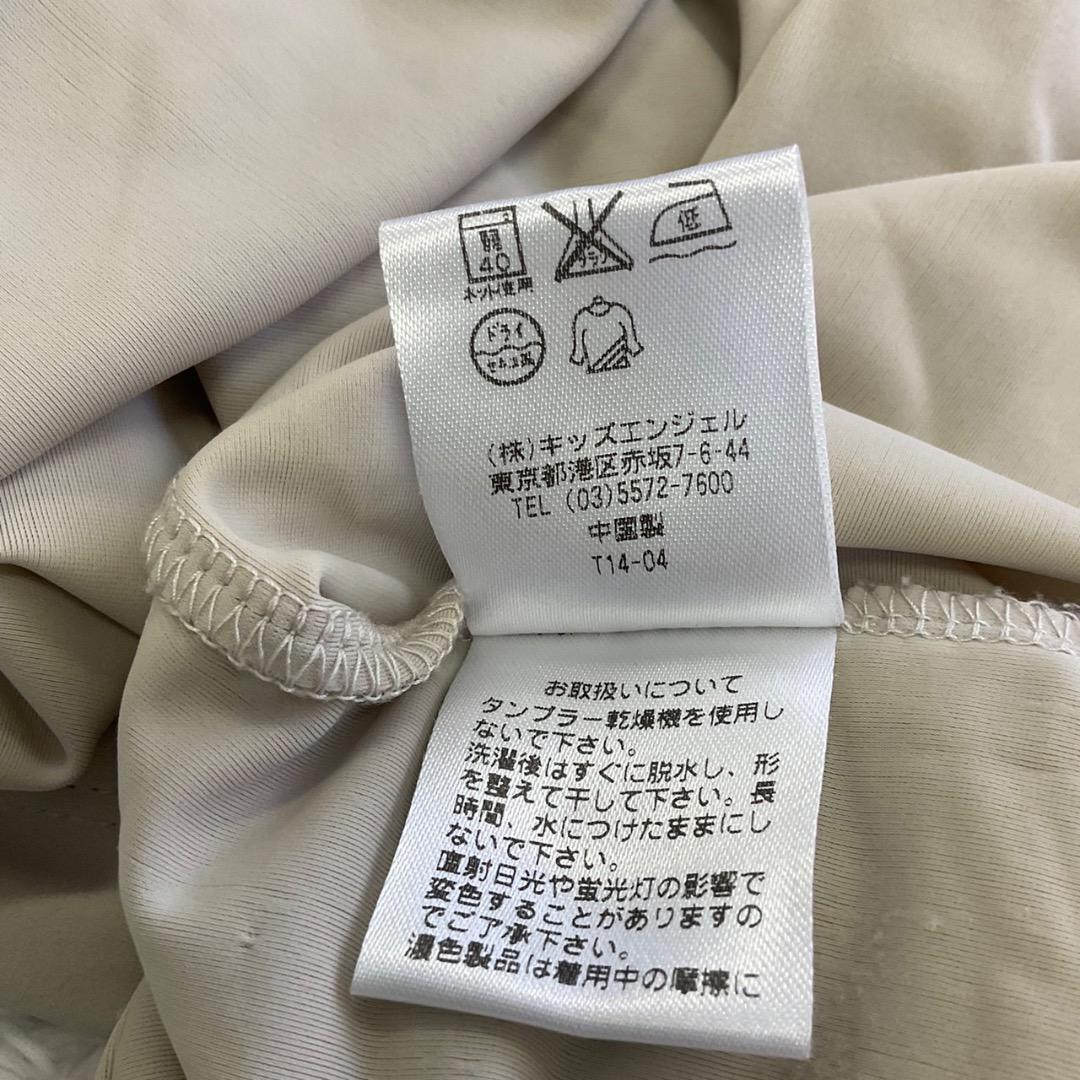 弱
40
ネット使用
低
ドライ
セキユ系
(株)キッズエンジェル
東京都港区赤坂7-6-44
TEL (03)5572-7600
中国製
T14-04
お取扱いについて
タンブラー乾燥機を使用し
ないで下さい。
洗濯後はすぐに脱水し、形
を整えて干して下さい。長
時間、水につけたままにし
ないで下さい。
直射日光や蛍光灯の影響で
変色することがありますの
でご了承下さい。
濃色製品は着用中の摩擦に